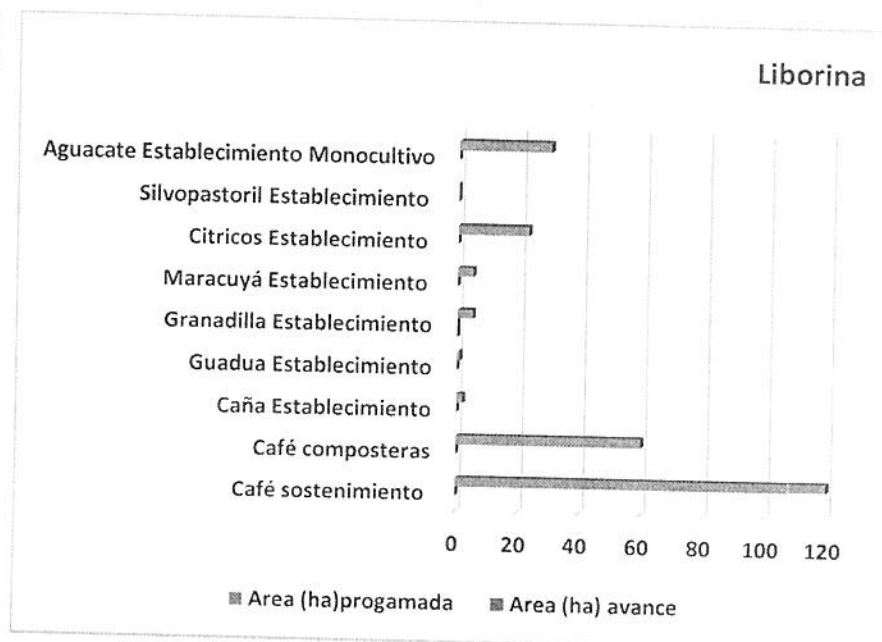 Liborina
Aguacate Establecimiento Monocultivo
Silvopastoril Establecimiento
Citricos Establecimiento
Maracuyá Establecimiento
Granadilla Establecimiento
Guadua Establecimiento
Caña Establecimiento
Café composteras
Café sostenimiento
0 20 40 60 80 100 120
Area (ha)progamada Area (ha) avance